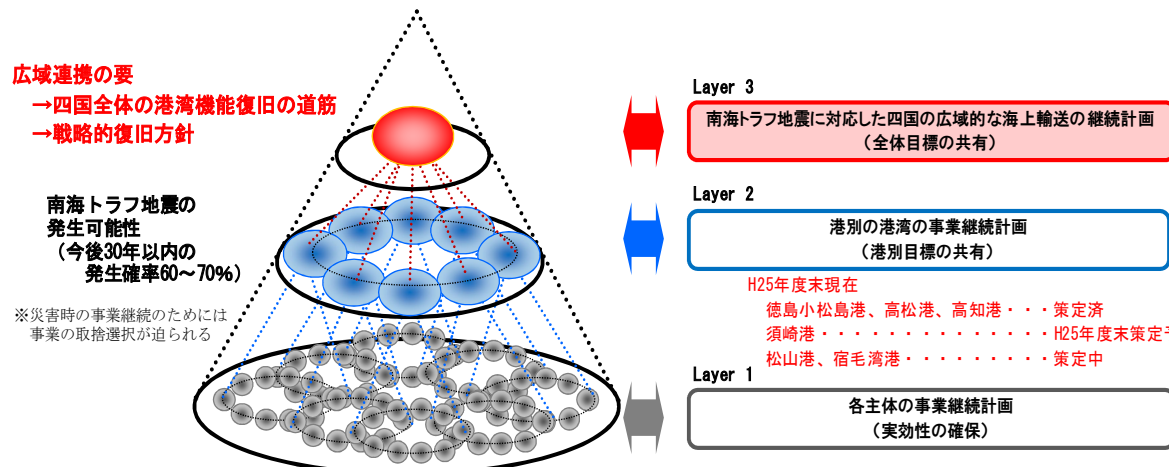 広域連携の要
→四国全体の港湾機能復旧の道筋
→戦略的復旧方針
南海トラフ地震の
発生可能性
(今後30年以内の
発生確率60～70%)
※災害時の事業継続のためには
事業の取捨選択が迫られる
Layer 3
南海トラフ地震に対応した四国の広域的な海上輸送の継続計画
(全体目標の共有)
Layer 2
港別の港湾の事業継続計画
(港別目標の共有)
H25年度末現在
徳島小松島港、高松港、高知港・・・策定済
須崎港・・・・・・・・・・・・・・H25年度末策定
松山港、宿毛湾港・・・・・・・・・策定中
Layer 1
各主体の事業継続計画
(実効性の確保)